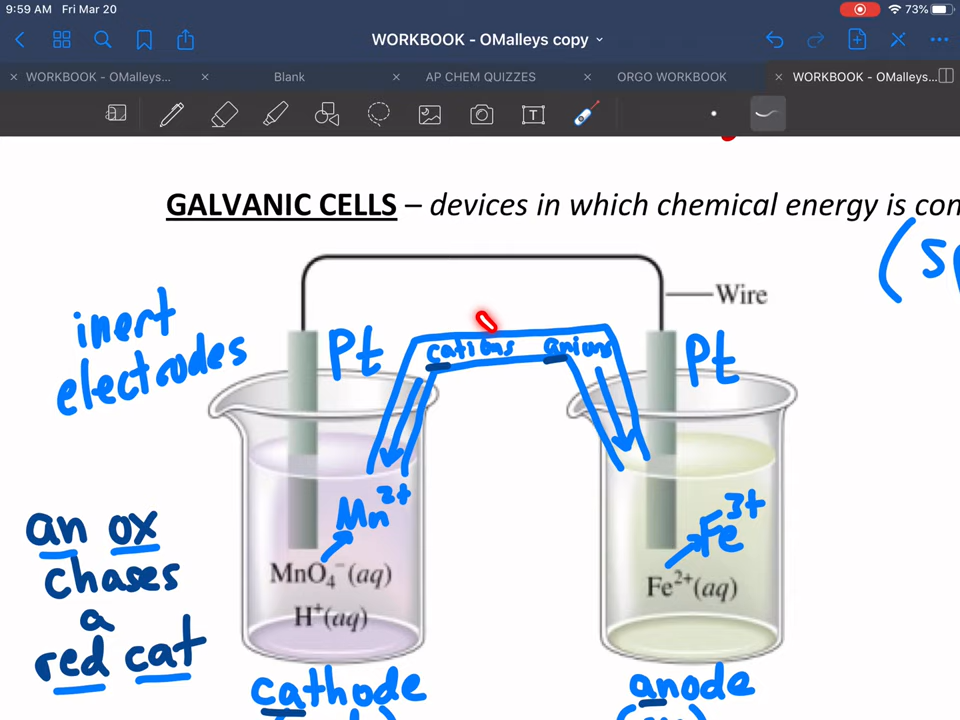 9:59 AM Fri Mar 20
73%
WORKBOOK - OMalleys copy
WORKBOOK - OMalleys...
Blank
AP CHEM QUIZZES
ORGO WORKBOOK
WORKBOOK - OMalleys...
GALVANIC CELLS – devices in which chemical energy is con
(sp
Wire
inert
electrodes
Pt
cations
anions
Pt
Mn²⁺
Fe³⁺
MnO₄⁻(aq)
H⁺(aq)
Fe²⁺(aq)
an ox
chases
a
red cat
cathode
anode